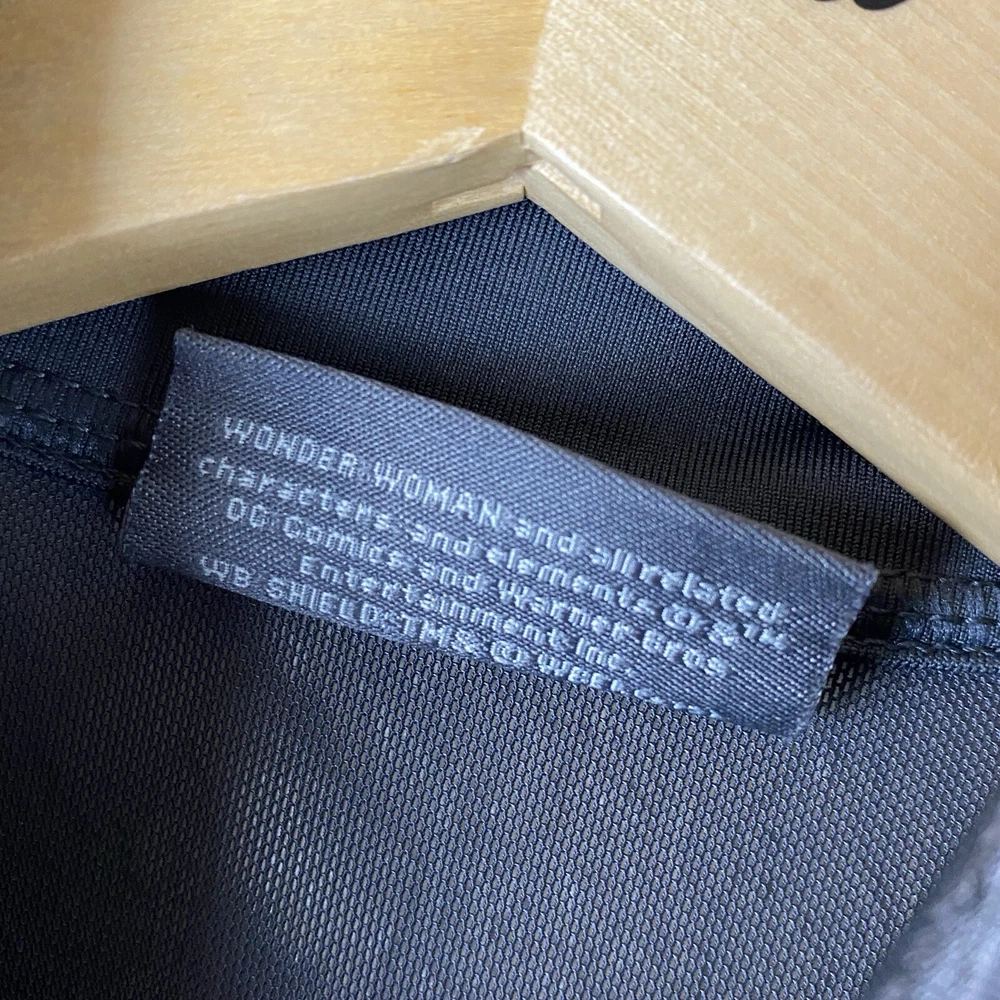 WONDER WOMAN and all related
characters and elements © & ™
DC Comics and Warner Bros
Entertainment Inc.
WB SHIELD: TM & ©